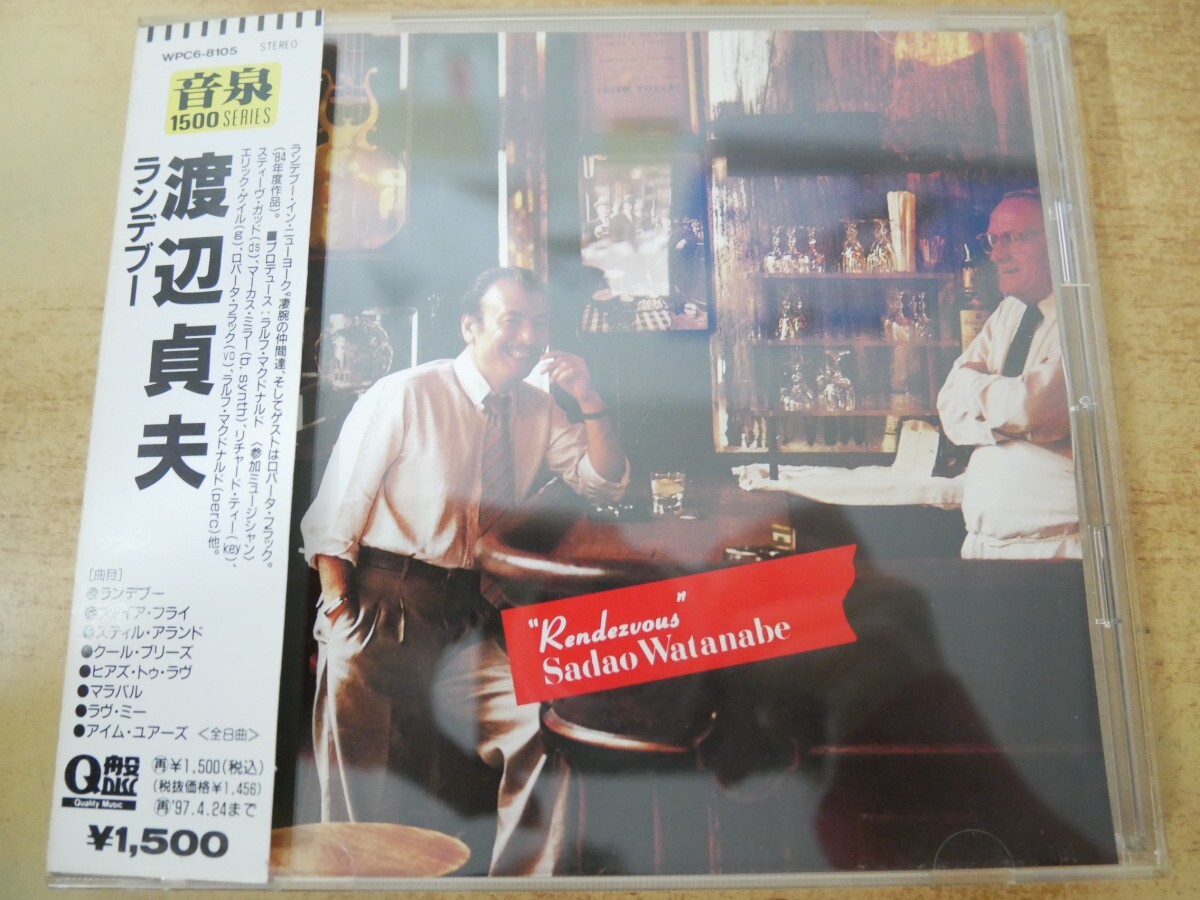 WPC6-8105 STEREO
音泉
1500 SERIES
渡辺貞夫
ランデブー
ランデブー・イン・ニューヨーク。凄腕の仲間達、そしてゲストはロバータ・フラック。
('84年度作品)。■プロデュース:ラルフ・マクドナルド 〈参加ミュージシャン〉
スティーヴ・ガッド(ds)、マーカス・ミラー(b, synth)、リチャード・ティー(key)、
エリック・ゲイル(g)、ロバータ・フラック(vo)、ラルフ・マクドナルド(perc)他。
[曲目]
●ランデブー
●ファイア・フライ
●スティル・アランド
●クール・ブリーズ
●ヒアズ・トゥ・ラヴ
●マラバル
●ラヴ・ミー
●アイム・ユアーズ 〈全8曲〉
Q盤
DISC
Quality Music
再¥1,500(税込)
(税抜価格¥1,456)
再'97.4.24まで
¥1,500
"Rendezvous"
Sadao Watanabe